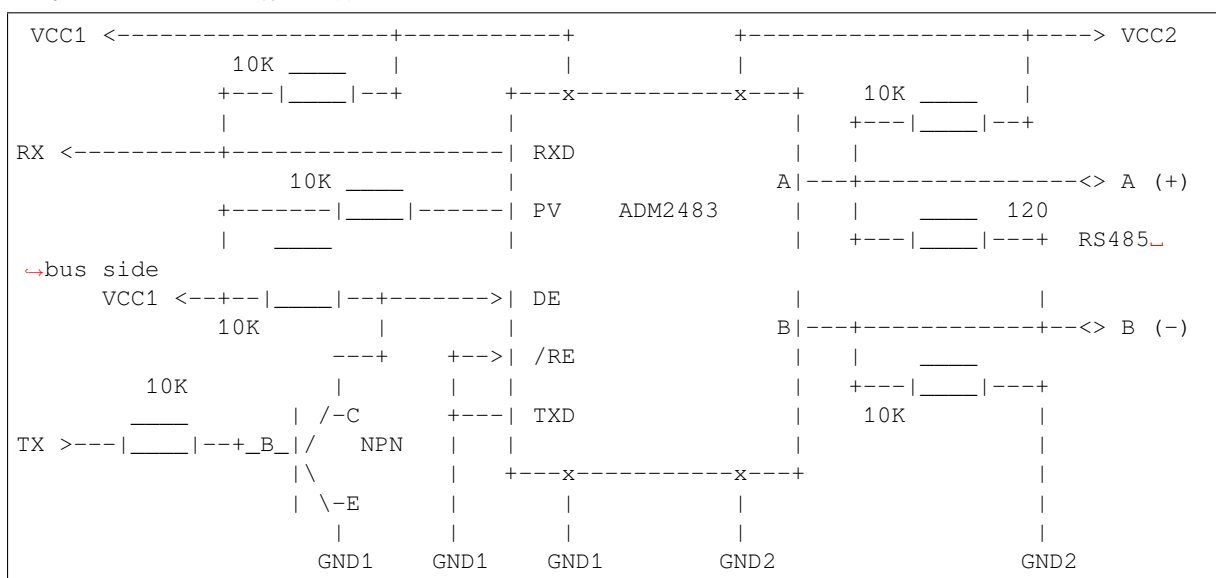 VCC1 <-------------------+-----------+             +-------------------+----> VCC2
10K ____     |           |             |                   |
+---|____|--+       +---x-----------x---+    10K ____    |
|                   |                   |   +---|____|--+
RX <----------+-------------------| RXD               |   |
10K ____       |                  A|---+---------------<> A (+)
+-------|____|------| PV    ADM2483     |   |    ____  120
|   ____            |                   |   +---|____|---+  RS485␣
↪bus side
VCC1 <--+--|____|--+------->| DE                |                |
10K        |        |                  B|---+------------+--<> B (-)
---+    +-->| /RE               |   |    ____
10K          |       |   |                   |   +---|____|---+
____       | /-C     +---| TXD               |    10K        |
TX >---|____|--+_B_|/   NPN    |   |                   |               |
|\         |   +---x-----------x---+               |
| \-E      |       |           |                   |
|       |       |           |                   |
GND1    GND1    GND1        GND2                GND2